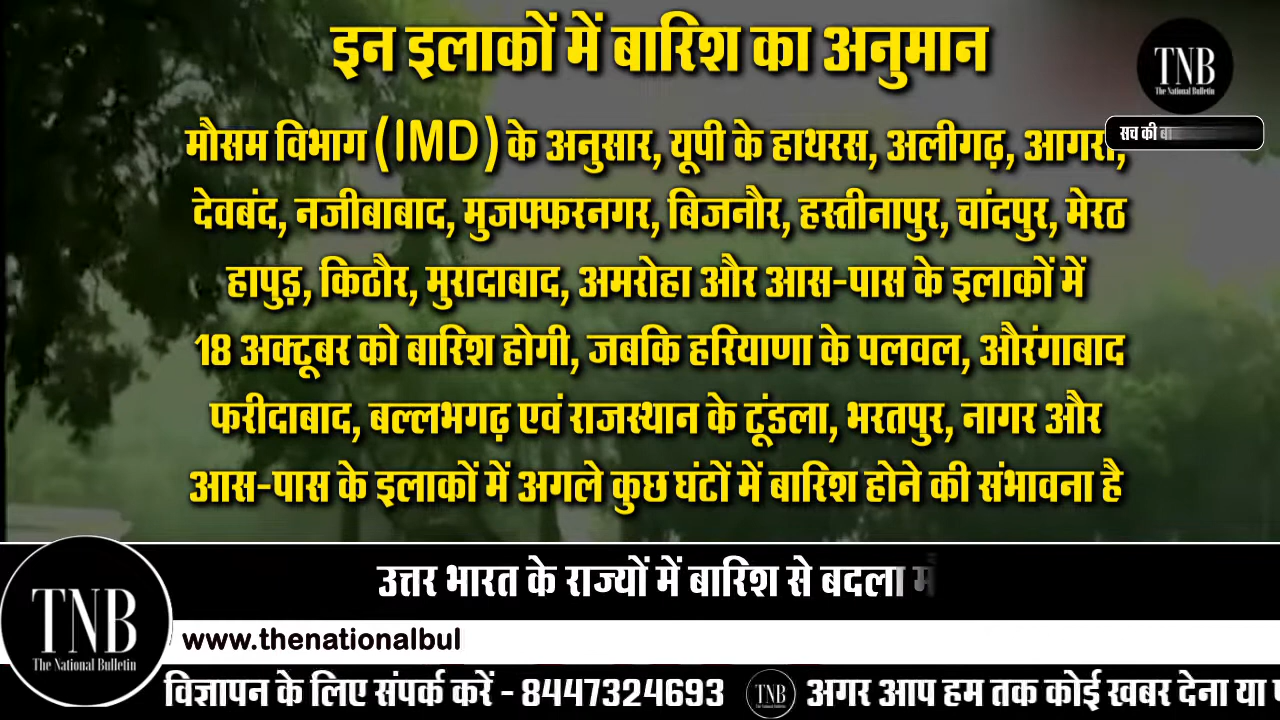 इन इलाकों में बारिश का अनुमान
TNB
The National Bulletin
सच की
मौसम विभाग (IMD) के अनुसार, यूपी के हाथरस, अलीगढ़, आगरा,
देवबंद, नजीबाबाद, मुजफ्फरनगर, बिजनौर, हस्तीनापुर, चांदपुर, मेरठ
हापुड़, किठौर, मुरादाबाद, अमरोहा और आस-पास के इलाकों में
18 अक्टूबर को बारिश होगी, जबकि हरियाणा के पलवल, औरंगाबाद
फरीदाबाद, बल्लभगढ़ एवं राजस्थान के टूंडला, भरतपुर, नागर और
आस-पास के इलाकों में अगले कुछ घंटों में बारिश होने की संभावना है
उत्तर भारत के राज्यों में बारिश से बदला
TNB
The National Bulletin
www.thenationalbul
विज्ञापन के लिए संपर्क करें - 8447324693 TNB अगर आप हम तक कोई खबर देना या